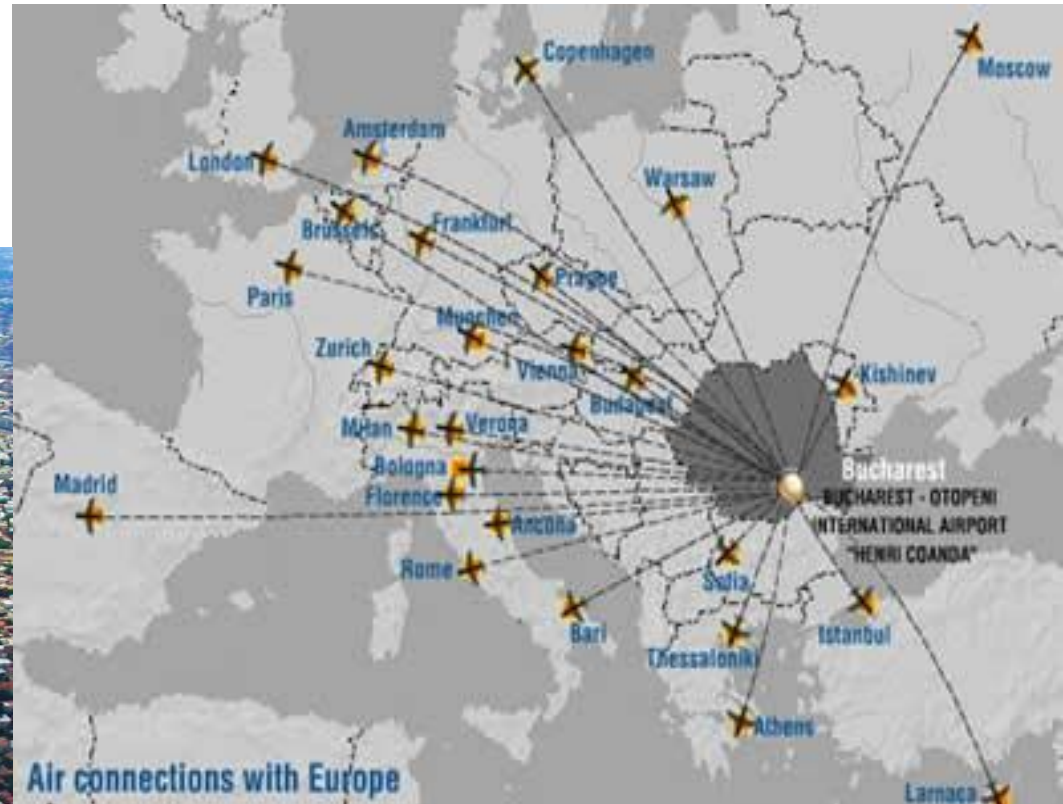 Copenhagen
Moscow
Amsterdam
London
Warsaw
Brussels
Frankfurt
Prague
Paris
Munchen
Zurich
Vienna
Kishinev
Budapest
Milan
Verona
Bologna
Bucharest
Madrid
Florence
BUCHAREST - OTOPENI
Ancona
INTERNATIONAL AIRPORT
"HENRI COANDA"
Rome
Sofia
Bari
Istanbul
Thessaloniki
Athens
Air connections with Europe
Larnaca